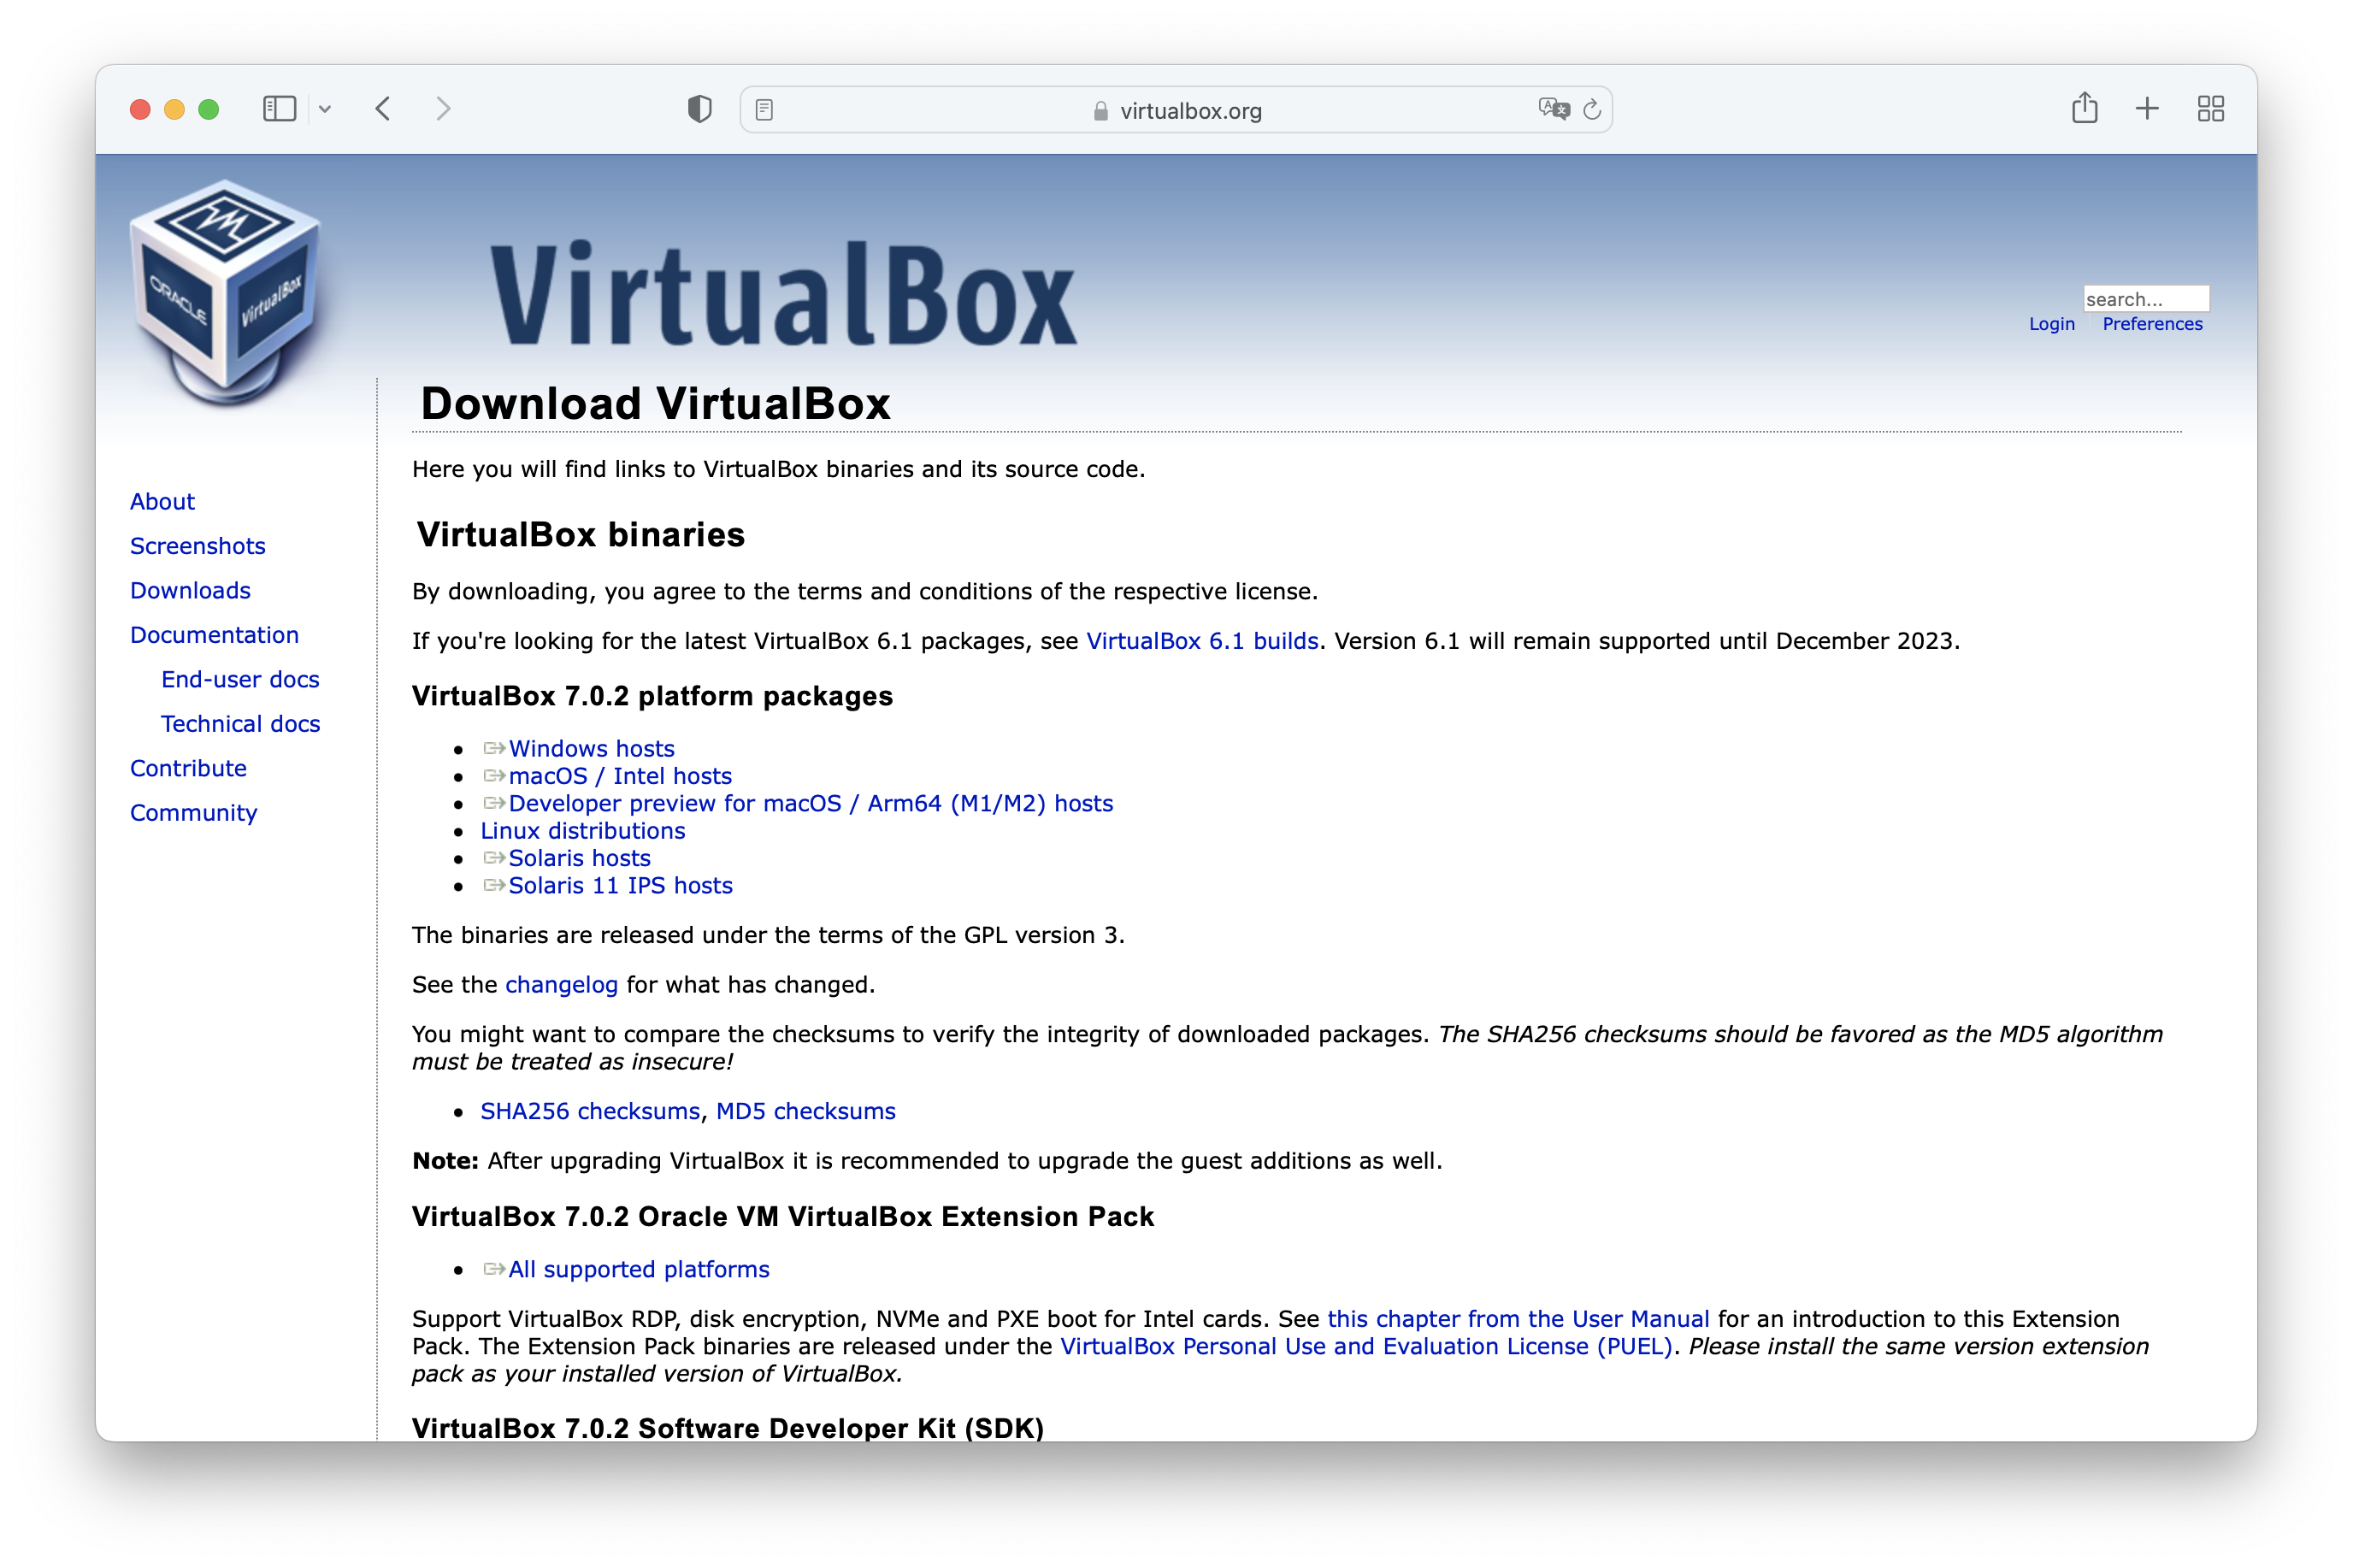 virtualbox.org
ORACLE
VirtualBox
VirtualBox
search...
Login
Preferences
Download VirtualBox
Here you will find links to VirtualBox binaries and its source code.
About
Screenshots
Downloads
Documentation
End-user docs
Technical docs
Contribute
Community
VirtualBox binaries
By downloading, you agree to the terms and conditions of the respective license.
If you're looking for the latest VirtualBox 6.1 packages, see VirtualBox 6.1 builds. Version 6.1 will remain supported until December 2023.
VirtualBox 7.0.2 platform packages
Windows hosts
macOS / Intel hosts
Developer preview for macOS / Arm64 (M1/M2) hosts
Linux distributions
Solaris hosts
Solaris 11 IPS hosts
The binaries are released under the terms of the GPL version 3.
See the changelog for what has changed.
You might want to compare the checksums to verify the integrity of downloaded packages. The SHA256 checksums should be favored as the MD5 algorithm
must be treated as insecure!
SHA256 checksums, MD5 checksums
Note: After upgrading VirtualBox it is recommended to upgrade the guest additions as well.
VirtualBox 7.0.2 Oracle VM VirtualBox Extension Pack
All supported platforms
Support VirtualBox RDP, disk encryption, NVMe and PXE boot for Intel cards. See this chapter from the User Manual for an introduction to this Extension
Pack. The Extension Pack binaries are released under the VirtualBox Personal Use and Evaluation License (PUEL). Please install the same version extension
pack as your installed version of VirtualBox.
VirtualBox 7.0.2 Software Developer Kit (SDK)